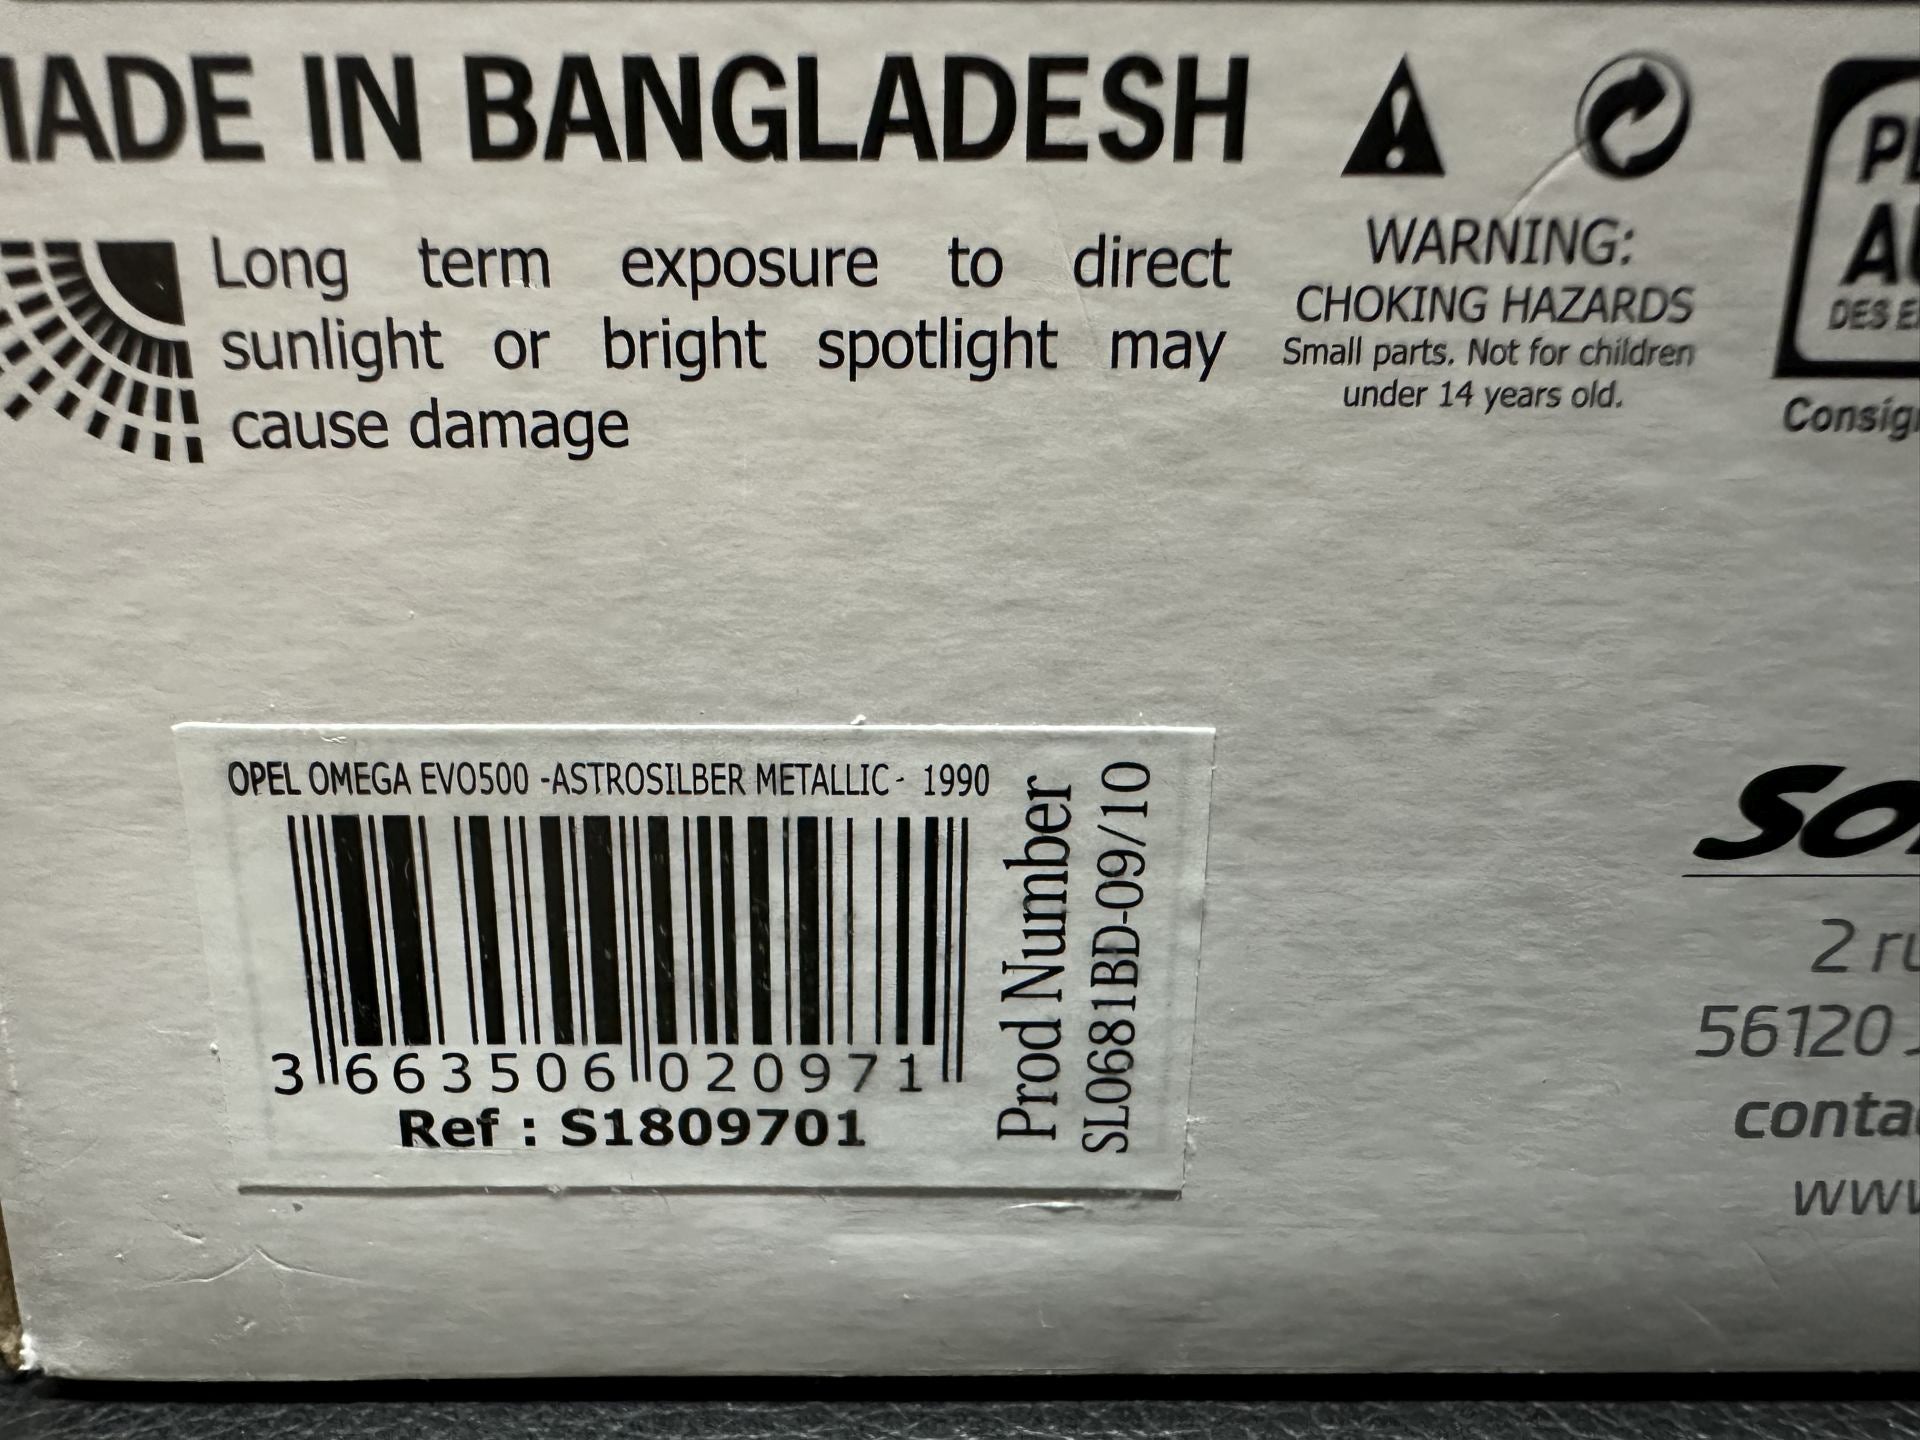 MADE IN BANGLADESH
Long term exposure to direct
sunlight or bright spotlight may
cause damage
WARNING:
CHOKING HAZARDS
Small parts. Not for children
under 14 years old.
OPEL OMEGA EVO500 -ASTROSILBER METALLIC- 1990
3 663506 020971
Ref : S1809701
Prod Number
SL0681BD-09/10
2
56120